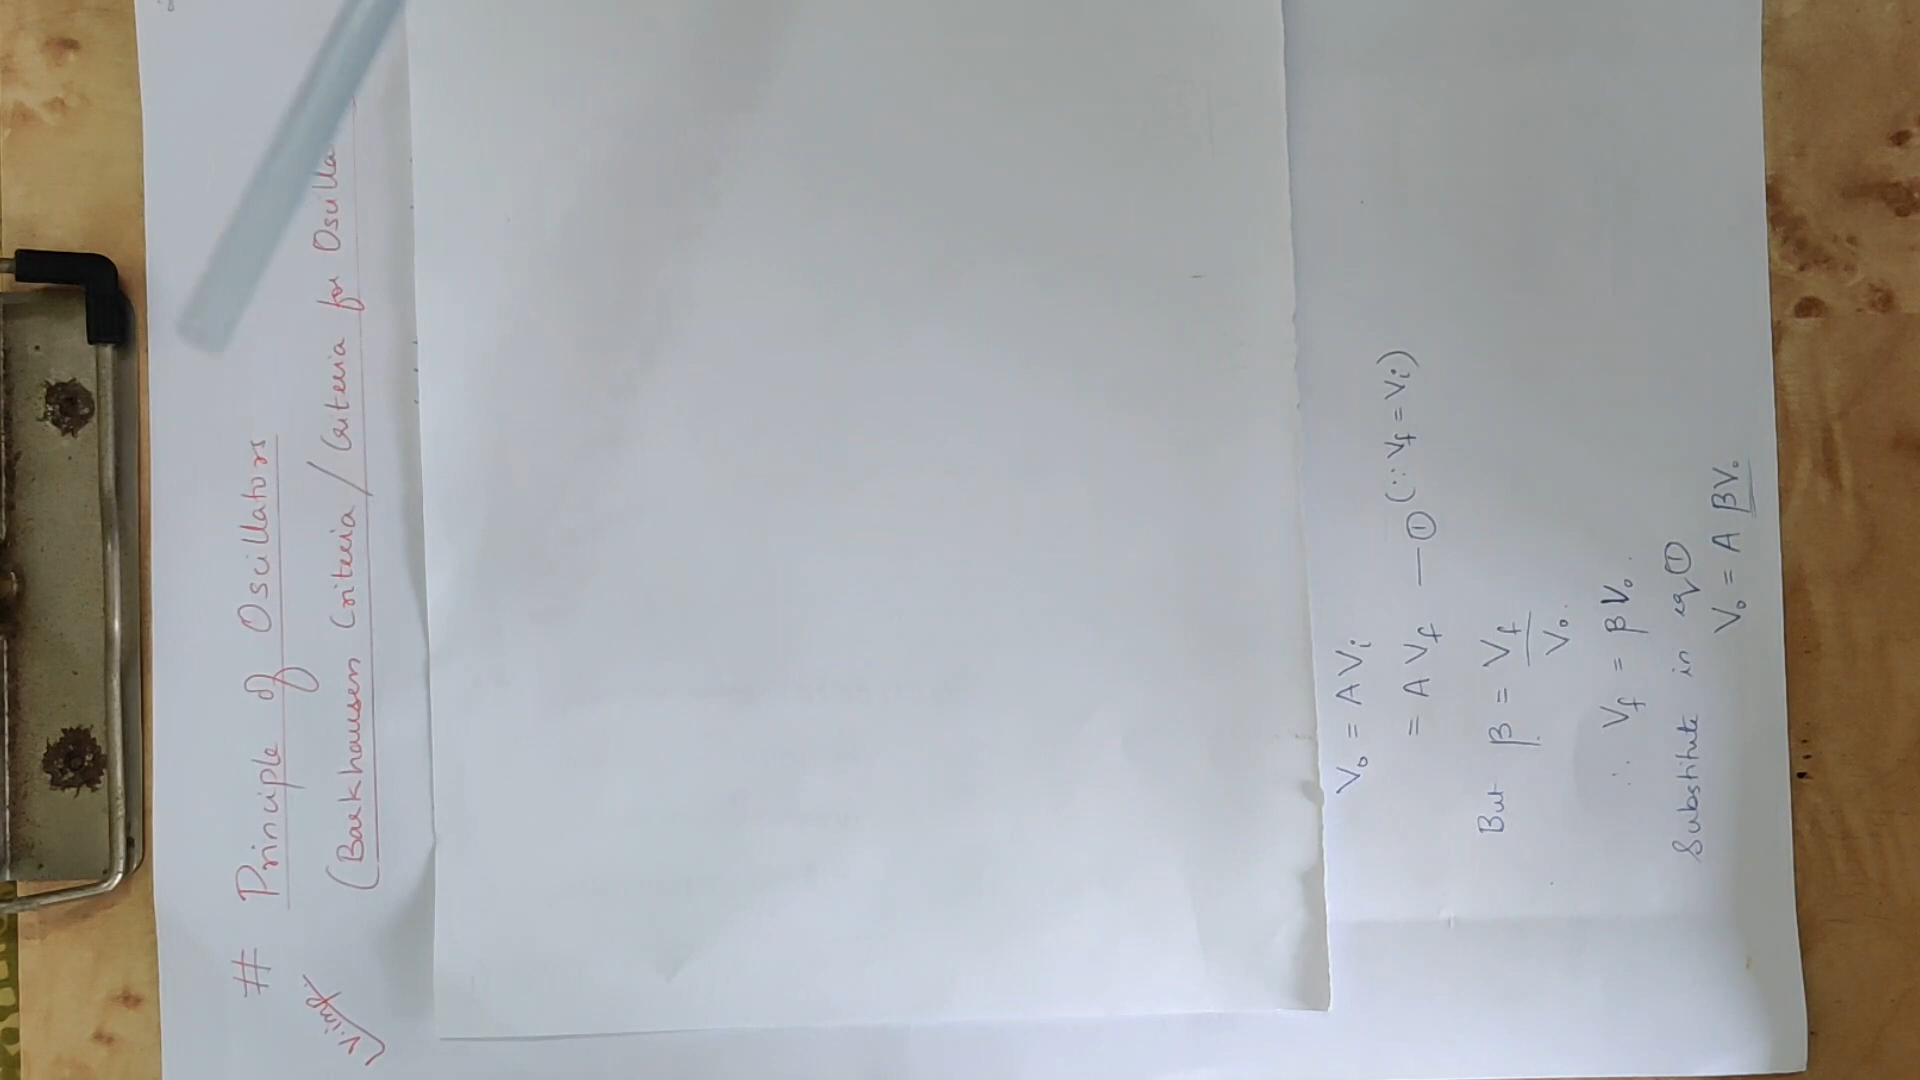 # Principle of Oscillators
V.imp
(Barkhausen Criteria / Criteria for Oscilla
V₀ = A Vᵢ
= A V_f — ① (∵ V_f = Vᵢ)
But β = V_f / V₀.
∴ V_f = β V₀.
Substitute in eq ①
V₀ = A βV₀